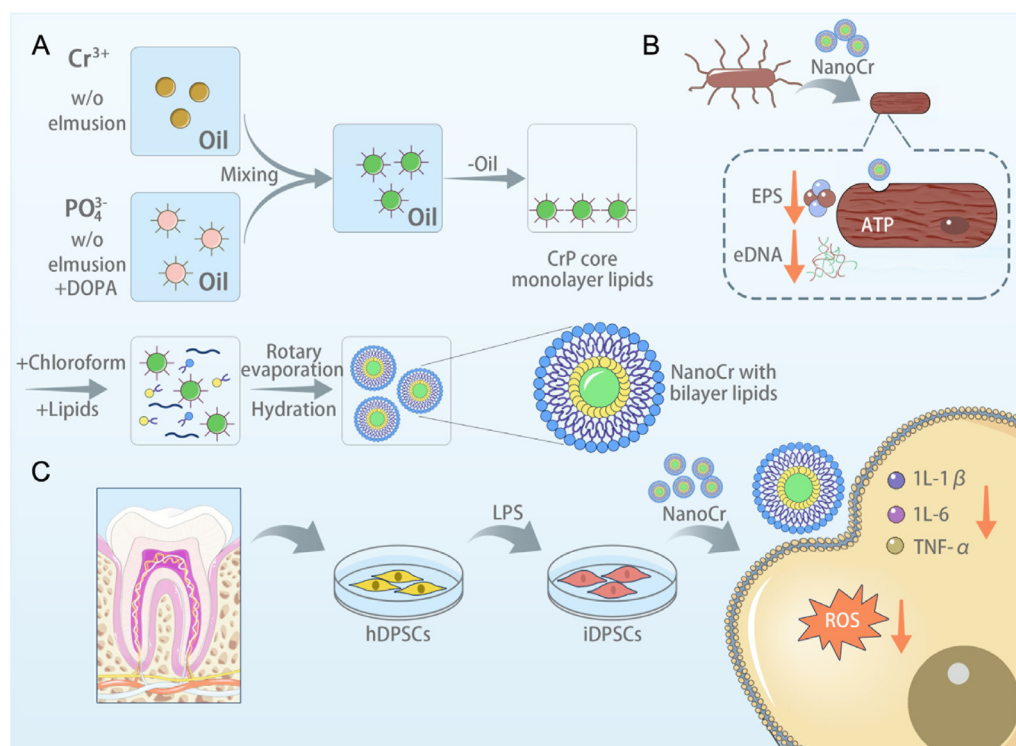 A
Cr³⁺
w/o
elmusion
Oil
Mixing
PO₄³⁻
w/o
elmusion
+DOPA
Oil
Oil
-Oil
CrP core
monolayer lipids
+Chloroform
+Lipids
Rotary
evaporation
Hydration
NanoCr with
bilayer lipids
B
NanoCr
EPS
eDNA
ATP
C
hDPSCs
LPS
iDPSCs
NanoCr
1L-1β
1L-6
TNF-α
ROS